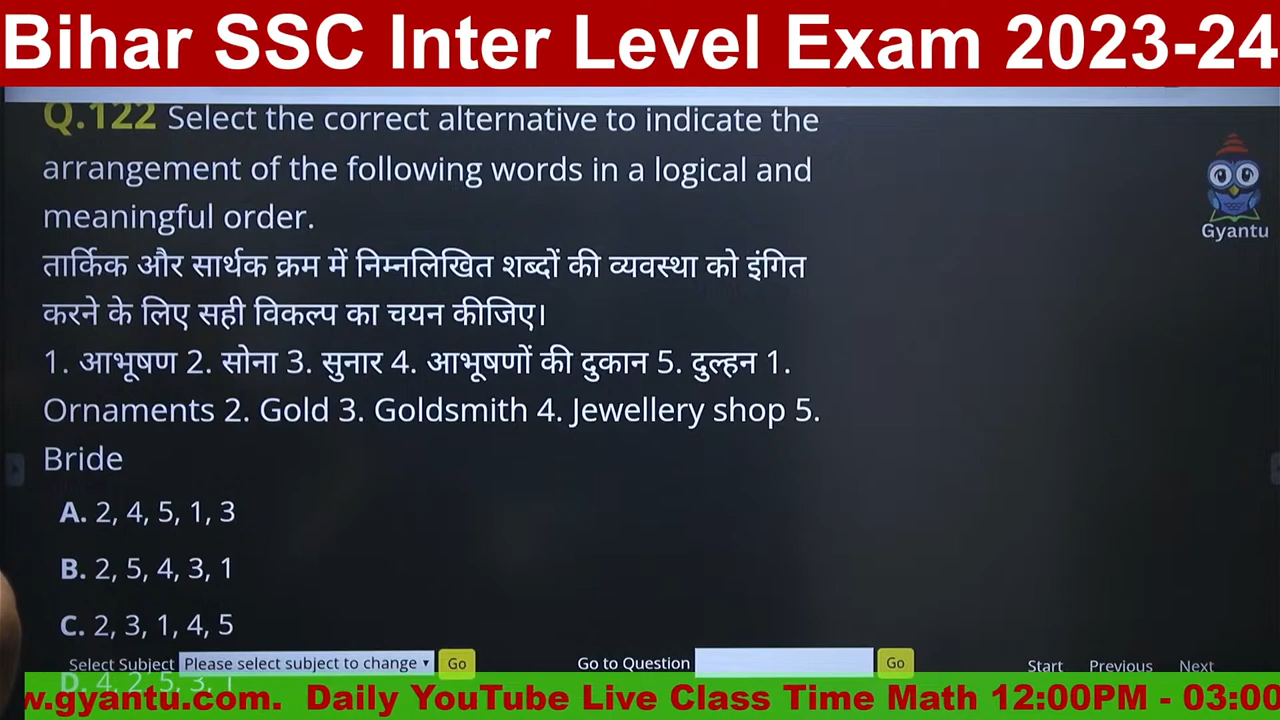 Bihar SSC Inter Level Exam 2023-24
Q.122 Select the correct alternative to indicate the
arrangement of the following words in a logical and
meaningful order.
तार्किक और सार्थक क्रम में निम्नलिखित शब्दों की व्यवस्था को इंगित
करने के लिए सही विकल्प का चयन कीजिए।
1. आभूषण 2. सोना 3. सुनार 4. आभूषणों की दुकान 5. दुल्हन 1.
Ornaments 2. Gold 3. Goldsmith 4. Jewellery shop 5.
Bride
A. 2, 4, 5, 1, 3
B. 2, 5, 4, 3, 1
C. 2, 3, 1, 4, 5
D. 4, 2, 5, 3, 1
Gyantu
Select Subject Please select subject to change Go Go to Question Go Start Previous Next
w.gyantu.com. Daily YouTube Live Class Time Math 12:00PM - 03:00